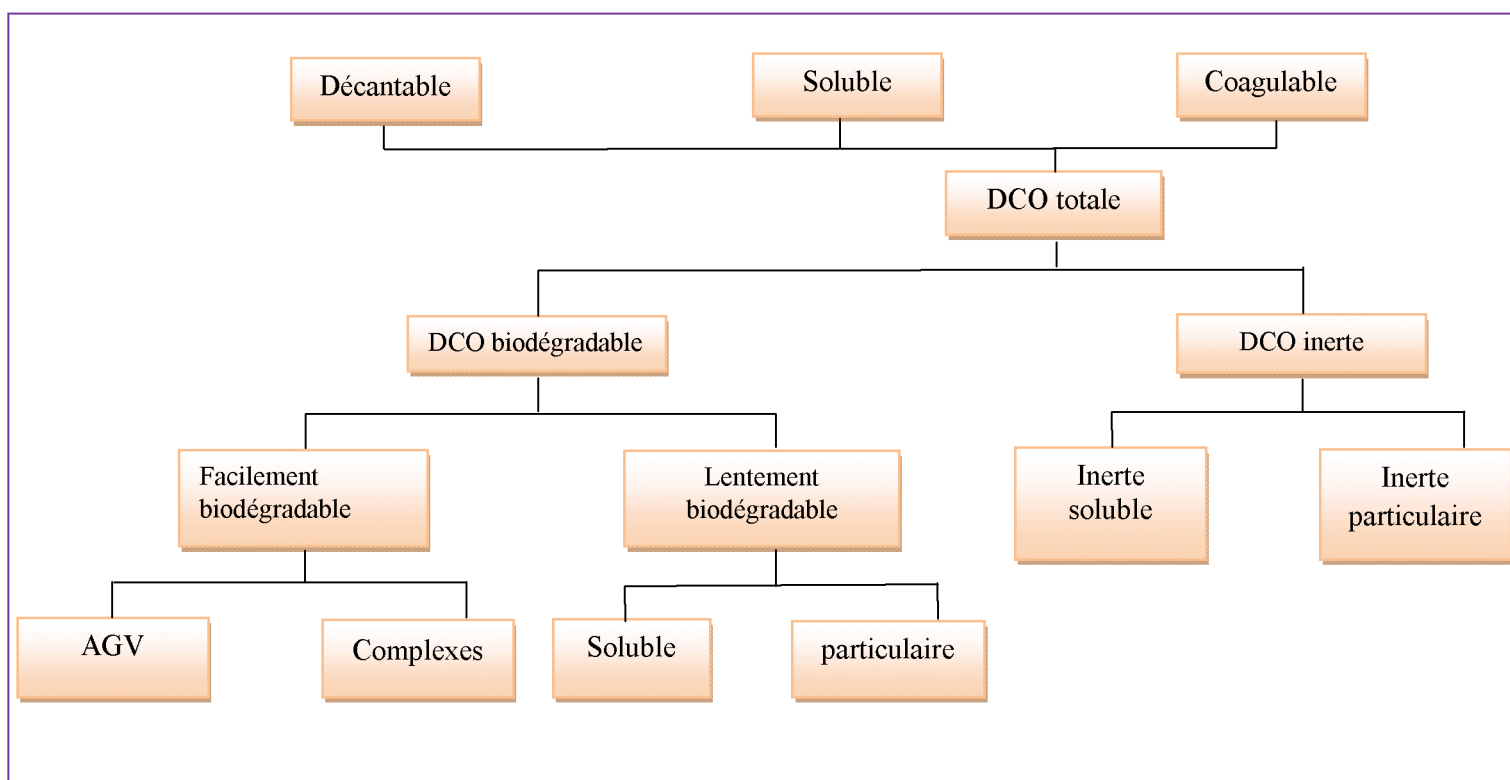 Décantable
Soluble
Coagulable
DCO totale
DCO biodégradable
DCO inerte
Facilement
biodégradable
Lentement
biodégradable
Inerte
soluble
Inerte
particulaire
AGV
Complexes
Soluble
particulaire